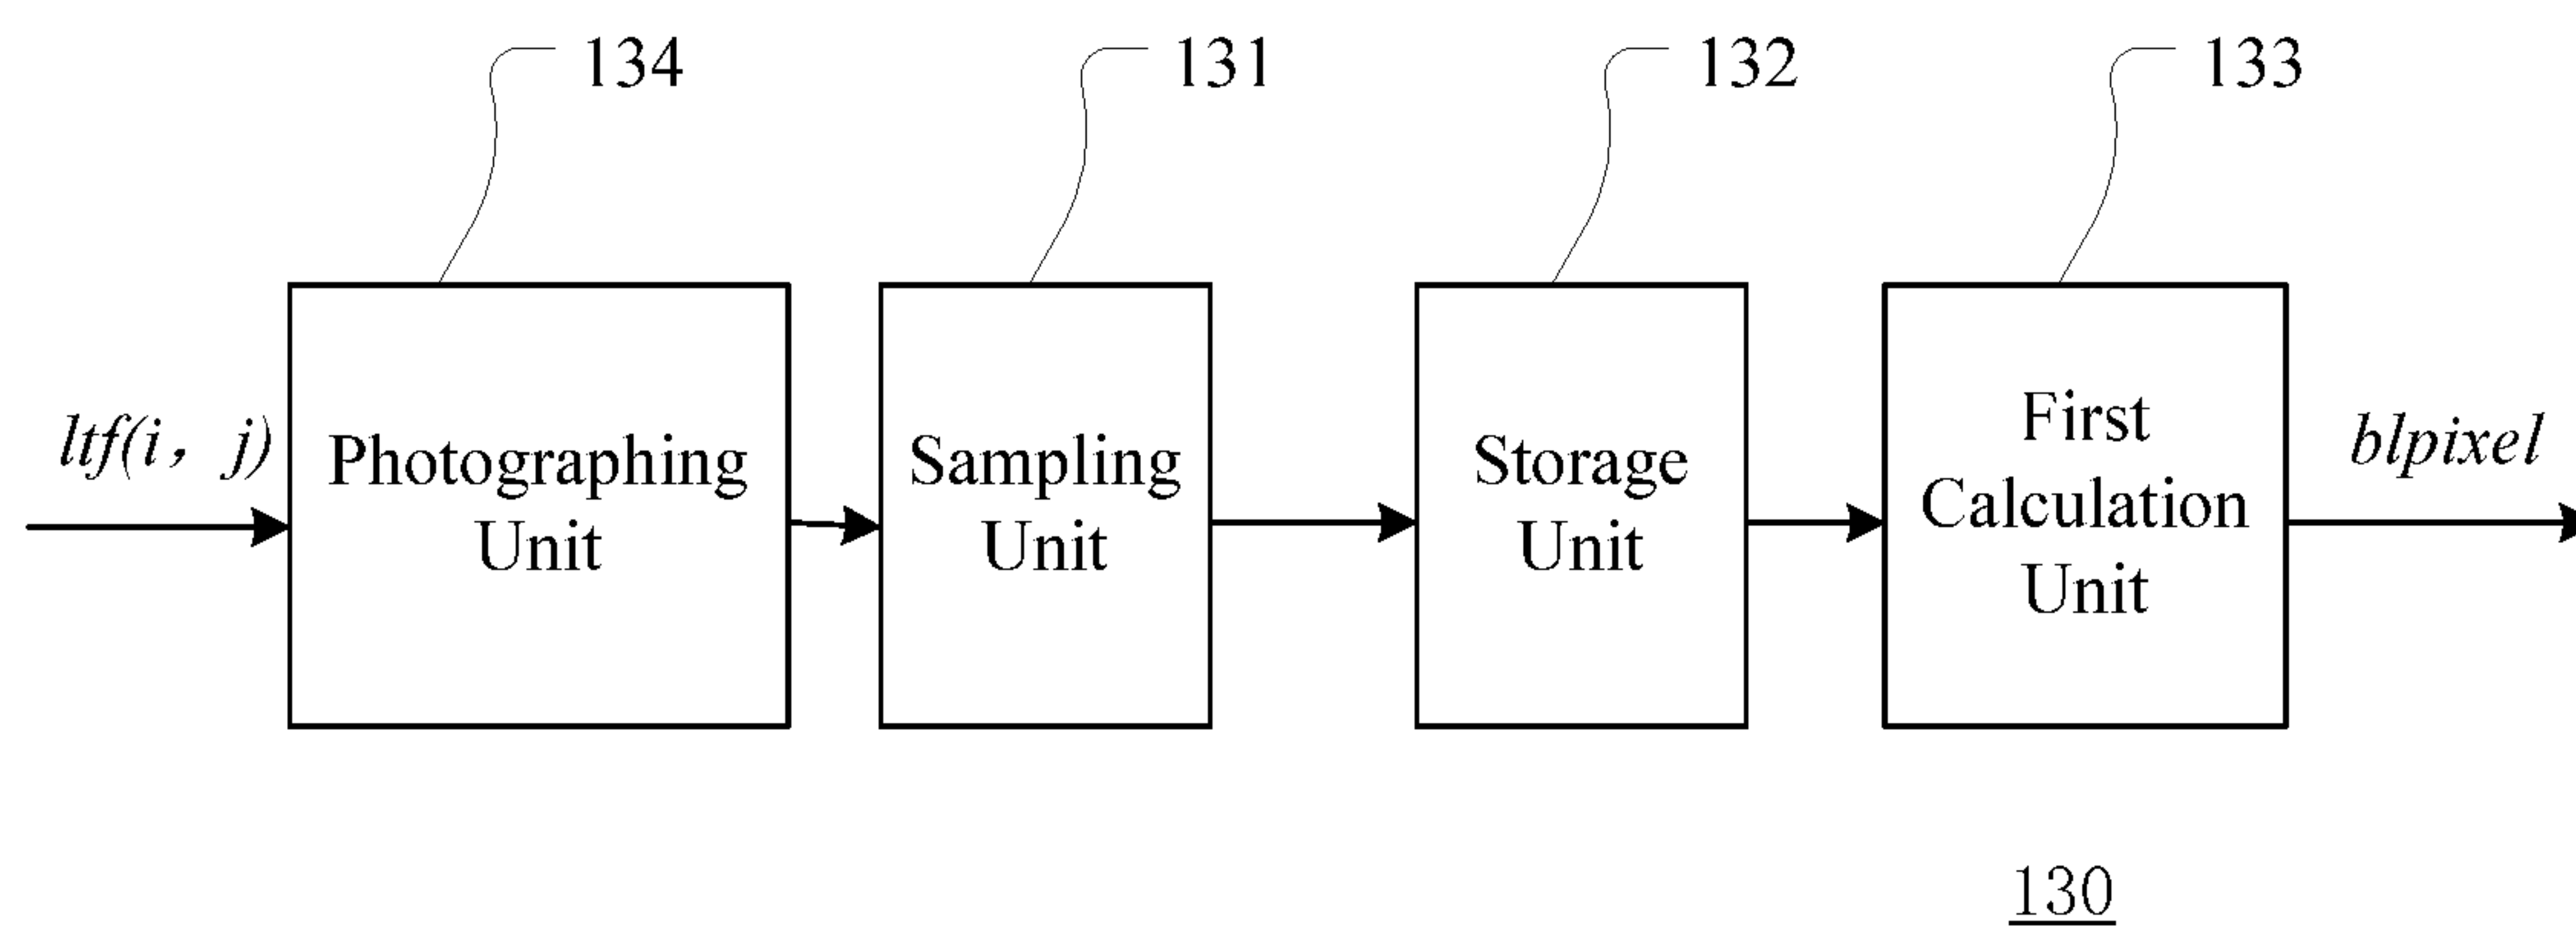 134
131
132
133
ltf(i，j)
Photographing
Unit
Sampling
Unit
Storage
Unit
First
Calculation
Unit
blpixel
130